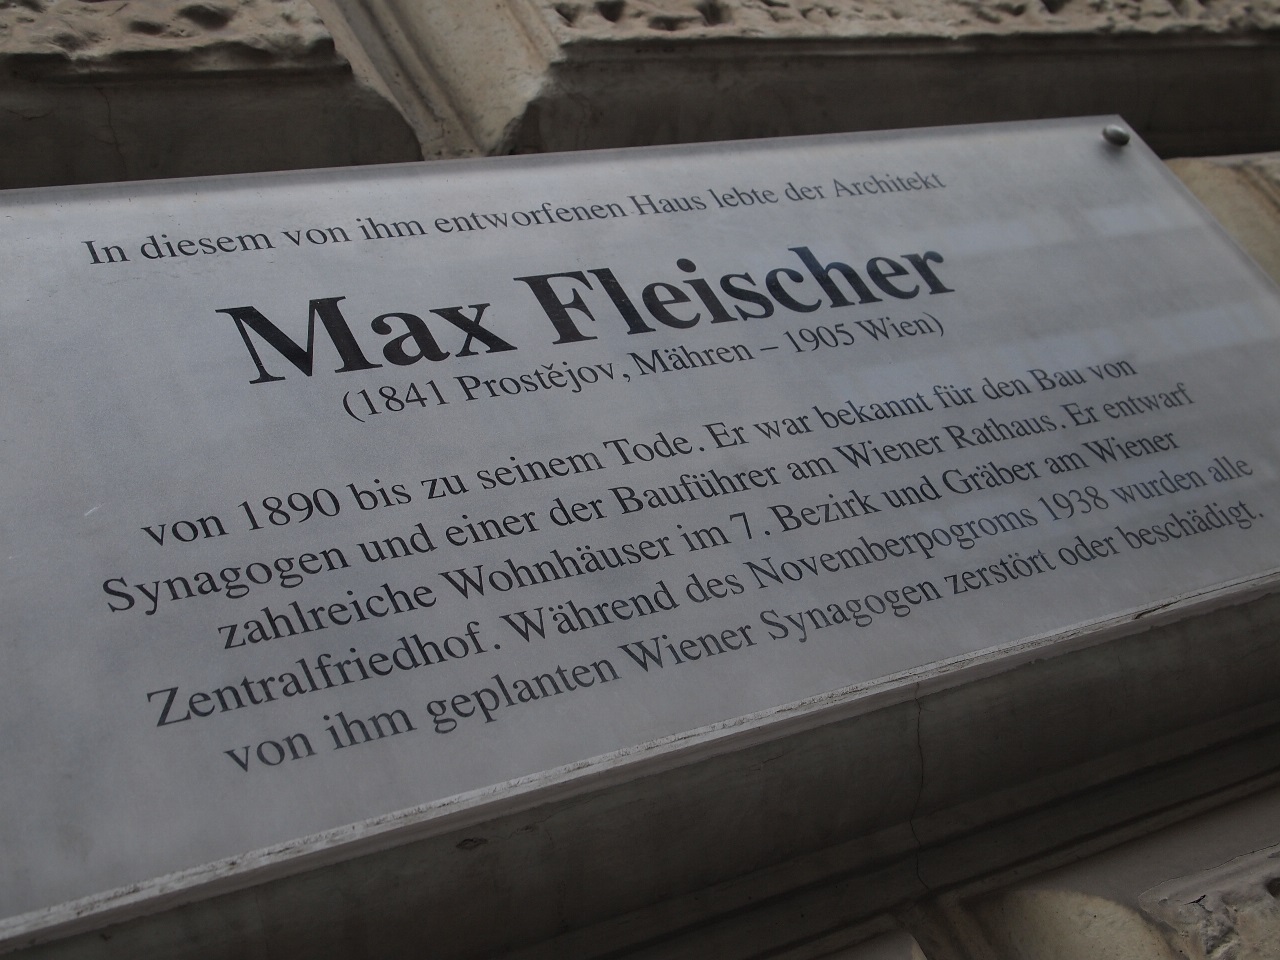 In diesem von ihm entworfenen Haus lebte der Architekt
Max Fleischer
(1841 Prostějov, Mähren – 1905 Wien)
von 1890 bis zu seinem Tode. Er war bekannt für den Bau von
Synagogen und einer der Bauführer am Wiener Rathaus. Er entwarf
zahlreiche Wohnhäuser im 7. Bezirk und Gräber am Wiener
Zentralfriedhof. Während des Novemberpogroms 1938 wurden alle
von ihm geplanten Wiener Synagogen zerstört oder beschädigt.